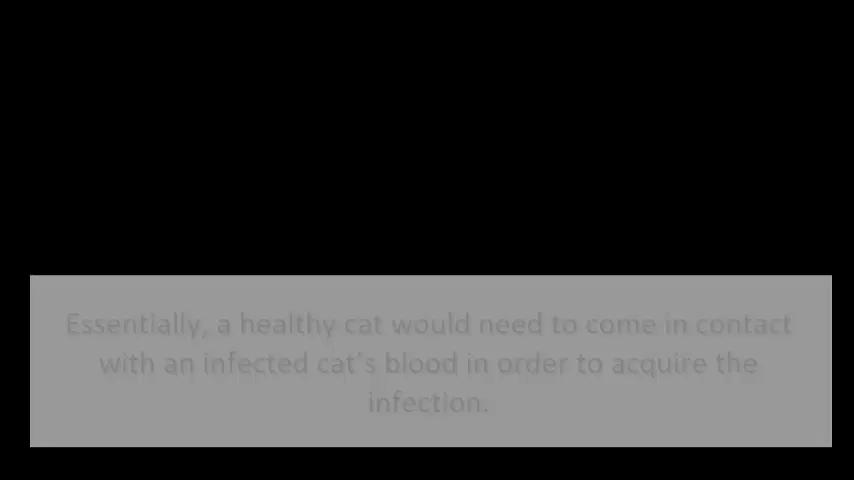 Essentially, a healthy cat would need to come in contact
with an infected cat's blood in order to acquire the
infection.